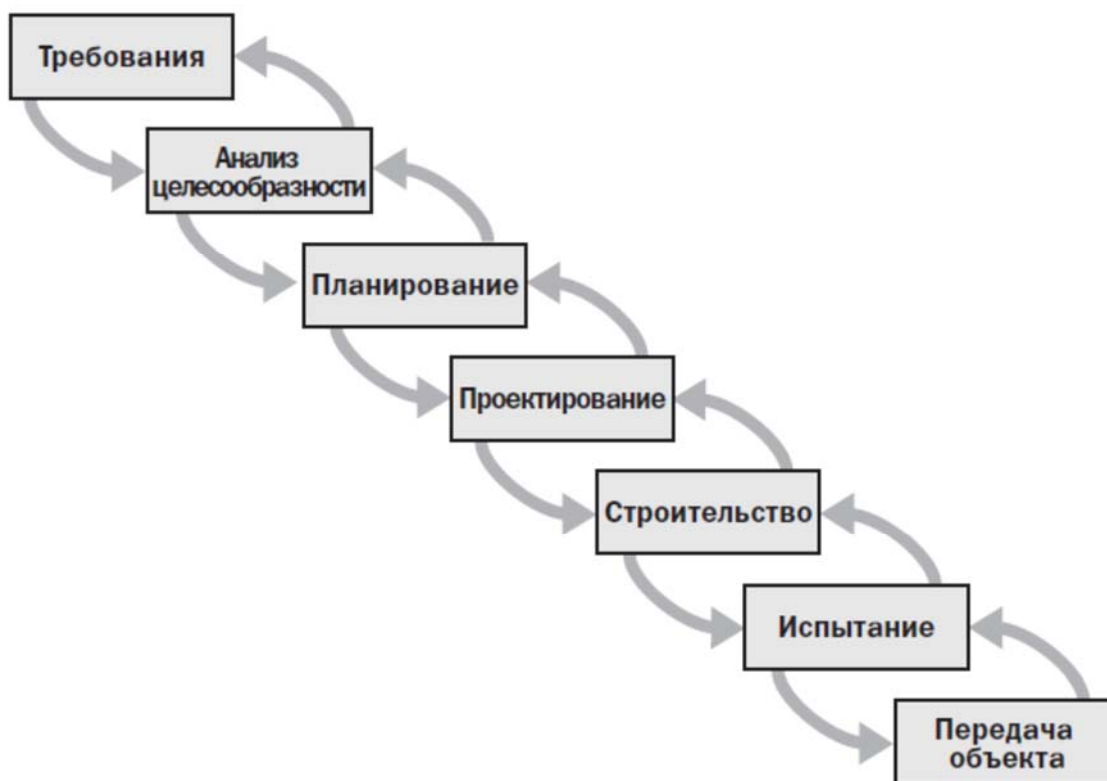 Требования
Анализ
целесообразности
Планирование
Проектирование
Строительство
Испытание
Передача
объекта